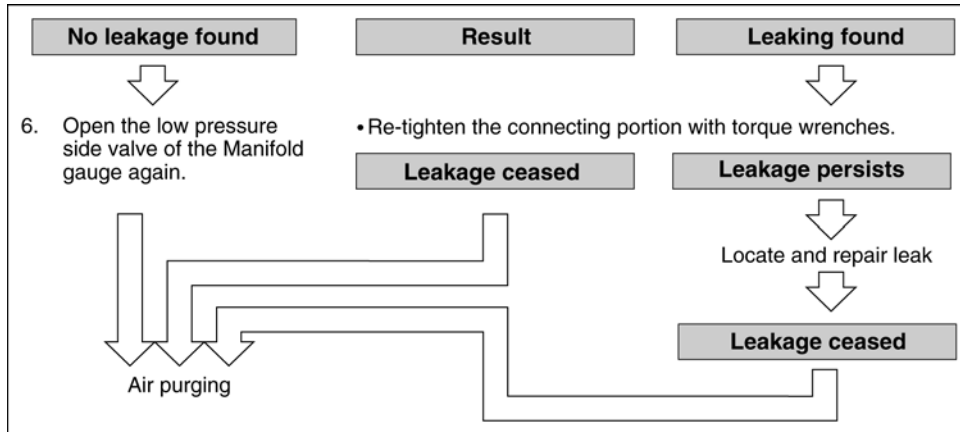 No leakage found
Result
Leaking found
6. Open the low pressure
side valve of the Manifold
gauge again.
• Re-tighten the connecting portion with torque wrenches.
Leakage ceased
Leakage persists
Locate and repair leak
Leakage ceased
Air purging